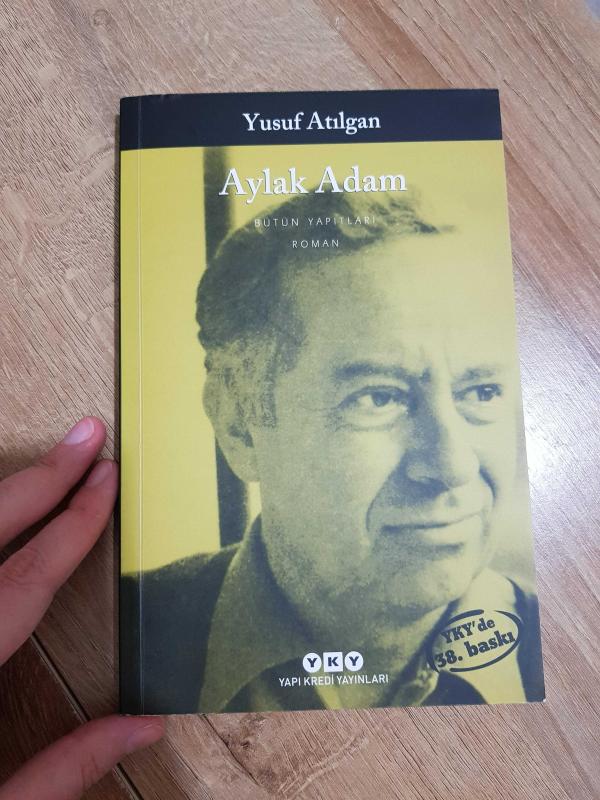 Yusuf Atılgan
Aylak Adam
BÜTÜN YAPITLARI
ROMAN
YKY'de
38. baskı
YKY
YAPI KREDİ YAYINLARI